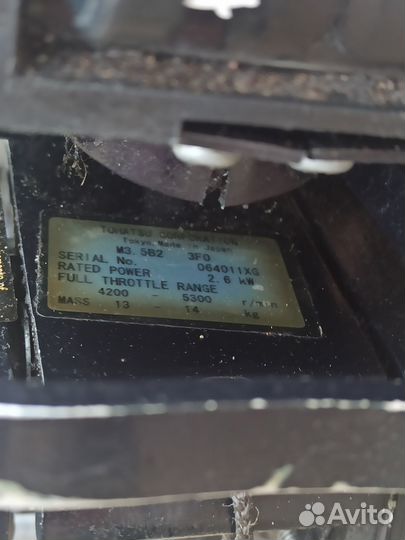 TOHATSU CORPORATION
Tokyo, Made in Japan
M3.5B2 3F0
SERIAL No. 064011XG
RATED POWER 2.6 kW
FULL THROTTLE RANGE
4200 - 5300 r/min
MASS 13 - 14 kg
Avito